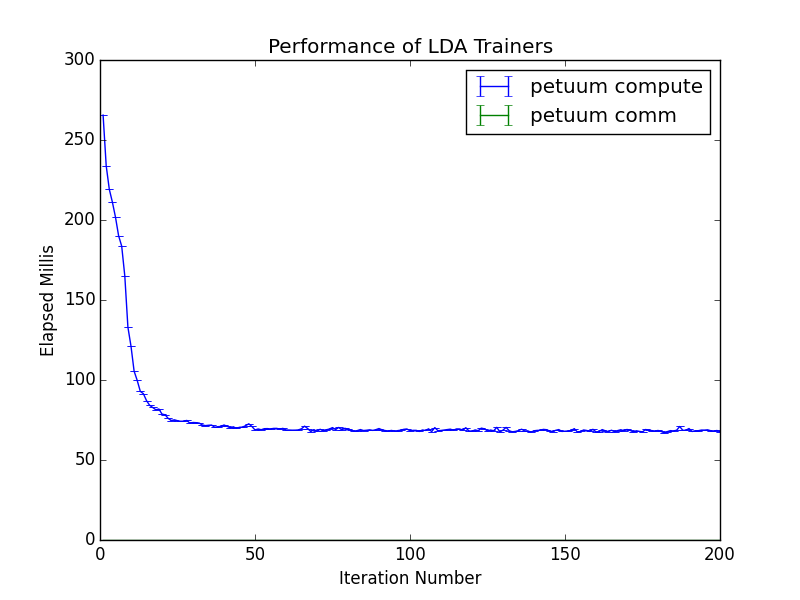 Performance of LDA Trainers
petuum compute
petuum comm
300
250
200
150
100
50
0
Elapsed Millis
0 50 100 150 200
Iteration Number